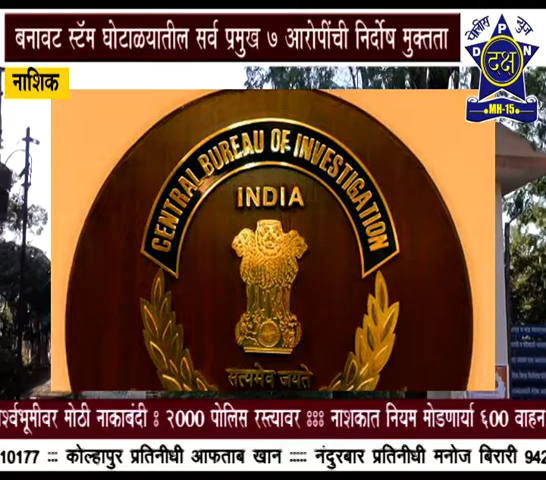 बनावट स्टॅम घोटाळयातील सर्व प्रमुख ७ आरोपींची निर्दोष मुक्तता
पोलीस न्युज
D P N
दक्ष
MH-15
नाशिक
CENTRAL BUREAU OF INVESTIGATION
INDIA
सत्यमेव जयते
र्श्वभूमीवर मोठी नाकाबंदी : २००० पोलिस रस्त्यावर ::: नाशकात नियम मोडणार्या ६०० वाहन
10177 ::: कोल्हापुर प्रतिनीधी आफताब खान ::::: नंदुरबार प्रतिनीधी मनोज बिरारी 942